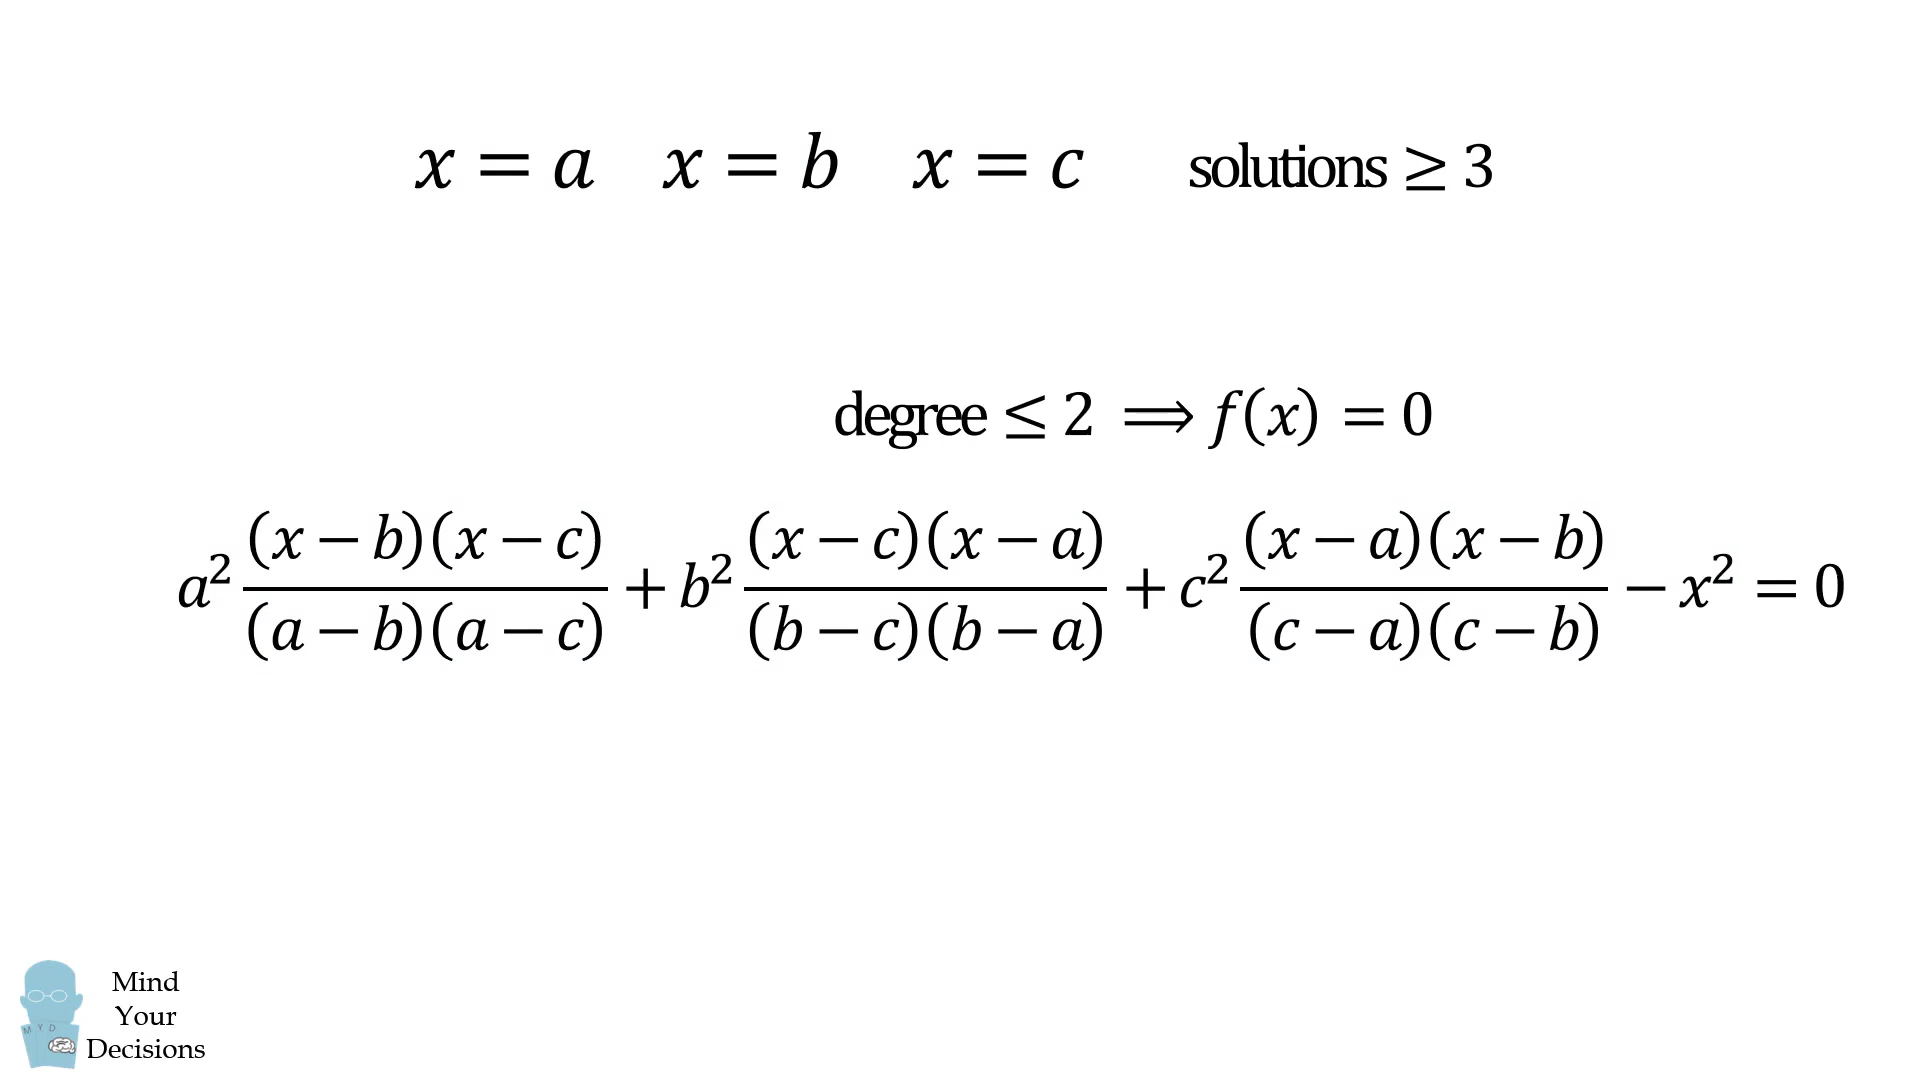 x = a x = b x = c solutions ≥ 3
degree ≤ 2 ⟹ f(x) = 0
a² (x − b)(x − c)/(a − b)(a − c) + b² (x − c)(x − a)/(b − c)(b − a) + c² (x − a)(x − b)/(c − a)(c − b) − x² = 0
M Y D
Mind
Your
Decisions